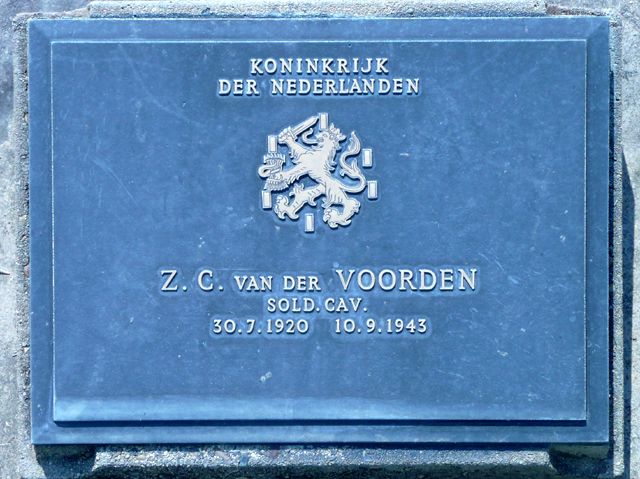 KONINKRIJK
DER NEDERLANDEN
Z. C. VAN DER VOORDEN
SOLD. CAV.
30.7.1920 10.9.1943